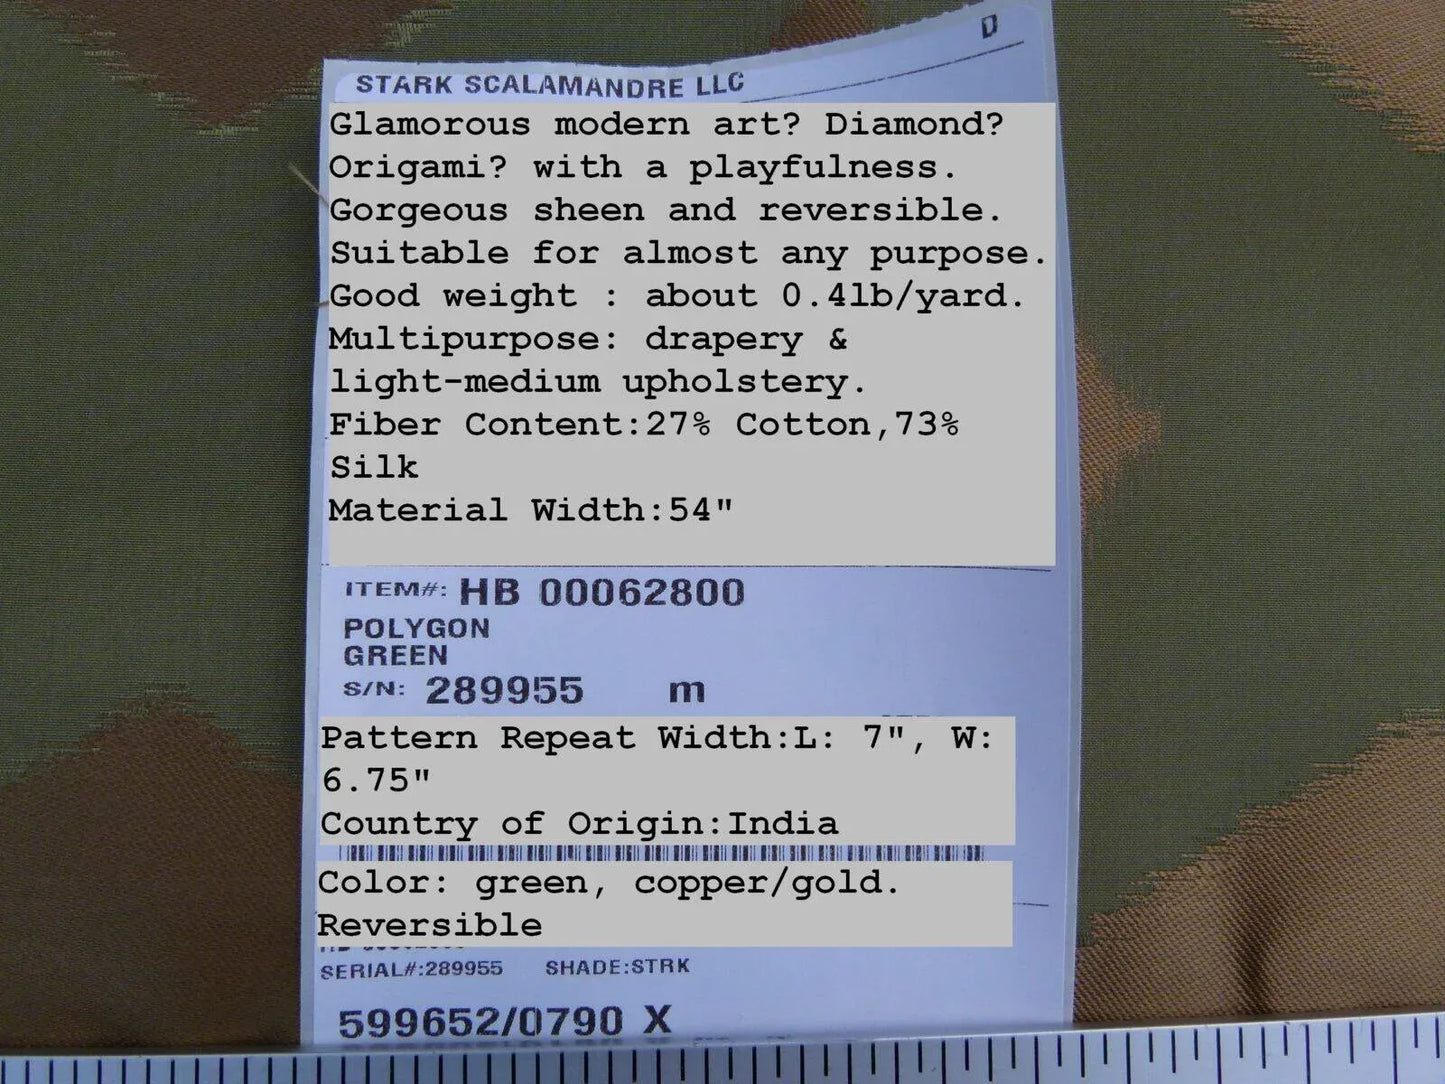 D
STARK SCALAMANDRE LLC
Glamorous modern art? Diamond?
Origami? with a playfulness.
Gorgeous sheen and reversible.
Suitable for almost any purpose.
Good weight : about 0.4lb/yard.
Multipurpose: drapery &
light-medium upholstery.
Fiber Content:27% Cotton,73%
Silk
Material Width:54"
ITEM#: HB 00062800
POLYGON
GREEN
S/N: 289955 m
Pattern Repeat Width:L: 7", W:
6.75"
Country of Origin:India
Color: green, copper/gold.
Reversible
SERIAL#:289955 SHADE:STRK
599652/0790 X